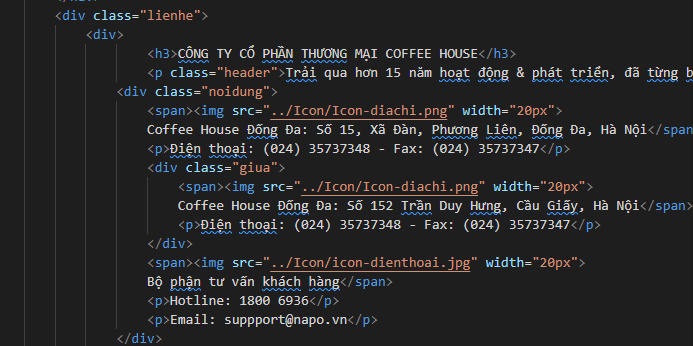 <div class="lienhe">
<div>
<h3>CÔNG TY CỔ PHẦN THƯƠNG MẠI COFFEE HOUSE</h3>
<p class="header">Trải qua hơn 15 năm hoạt động & phát triển, đã từng b
<div class="noidung">
<span><img src="../Icon/Icon-diachi.png" width="20px">
Coffee House Đống Đa: Số 15, Xã Đàn, Phương Liên, Đống Đa, Hà Nội</span
<p>Điện thoại: (024) 35737348 - Fax: (024) 35737347</p>
<div class="giua">
<span><img src="../Icon/Icon-diachi.png" width="20px">
Coffee House Đống Đa: Số 152 Trần Duy Hưng, Cầu Giấy, Hà Nội</span>
<p>Điện thoại: (024) 35737348 - Fax: (024) 35737347</p>
</div>
<span><img src="../Icon/icon-dienthoai.jpg" width="20px">
Bộ phận tư vấn khách hàng</span>
<p>Hotline: 1800 6936</p>
<p>Email: suppport@napo.vn</p>
</div>